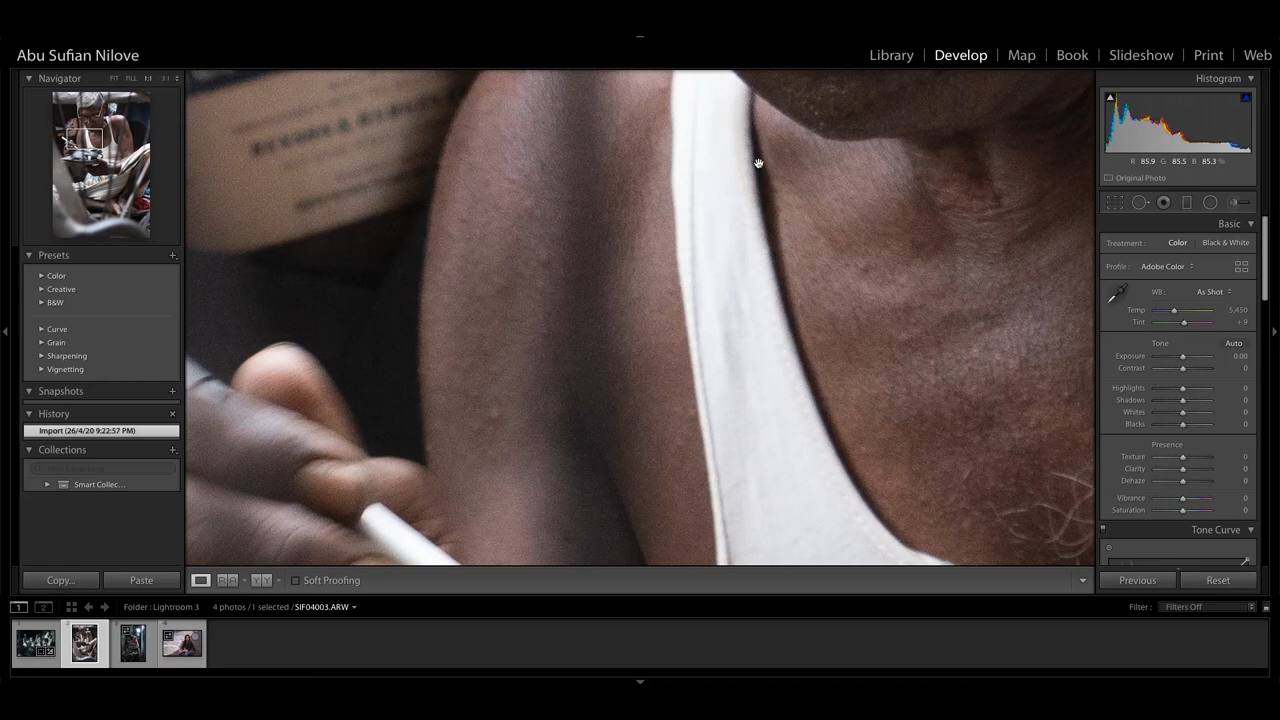 Abu Sufian Nilove
Library | Develop | Map | Book | Slideshow | Print | Web
Navigator FIT FILL 1:1 3:1
Histogram
R 85.9 G 85.5 B 85.3 %
Original Photo
Basic
Treatment : Color Black & White
Profile : Adobe Color
WB : As Shot
Temp 5,450
Tint + 9
Tone Auto
Exposure 0.00
Contrast 0
Highlights 0
Shadows 0
Whites 0
Blacks 0
Presence
Texture 0
Clarity 0
Dehaze 0
Vibrance 0
Saturation 0
Tone Curve
Previous Reset
Presets
Color
Creative
B&W
Curve
Grain
Sharpening
Vignetting
Snapshots
History
Import (26/4/20 9:22:57 PM)
Collections
Smart Collec...
Copy... Paste
Soft Proofing
1 2 Folder : Lightroom 3 4 photos / 1 selected / SIF04003.ARW
Filter : Filters Off